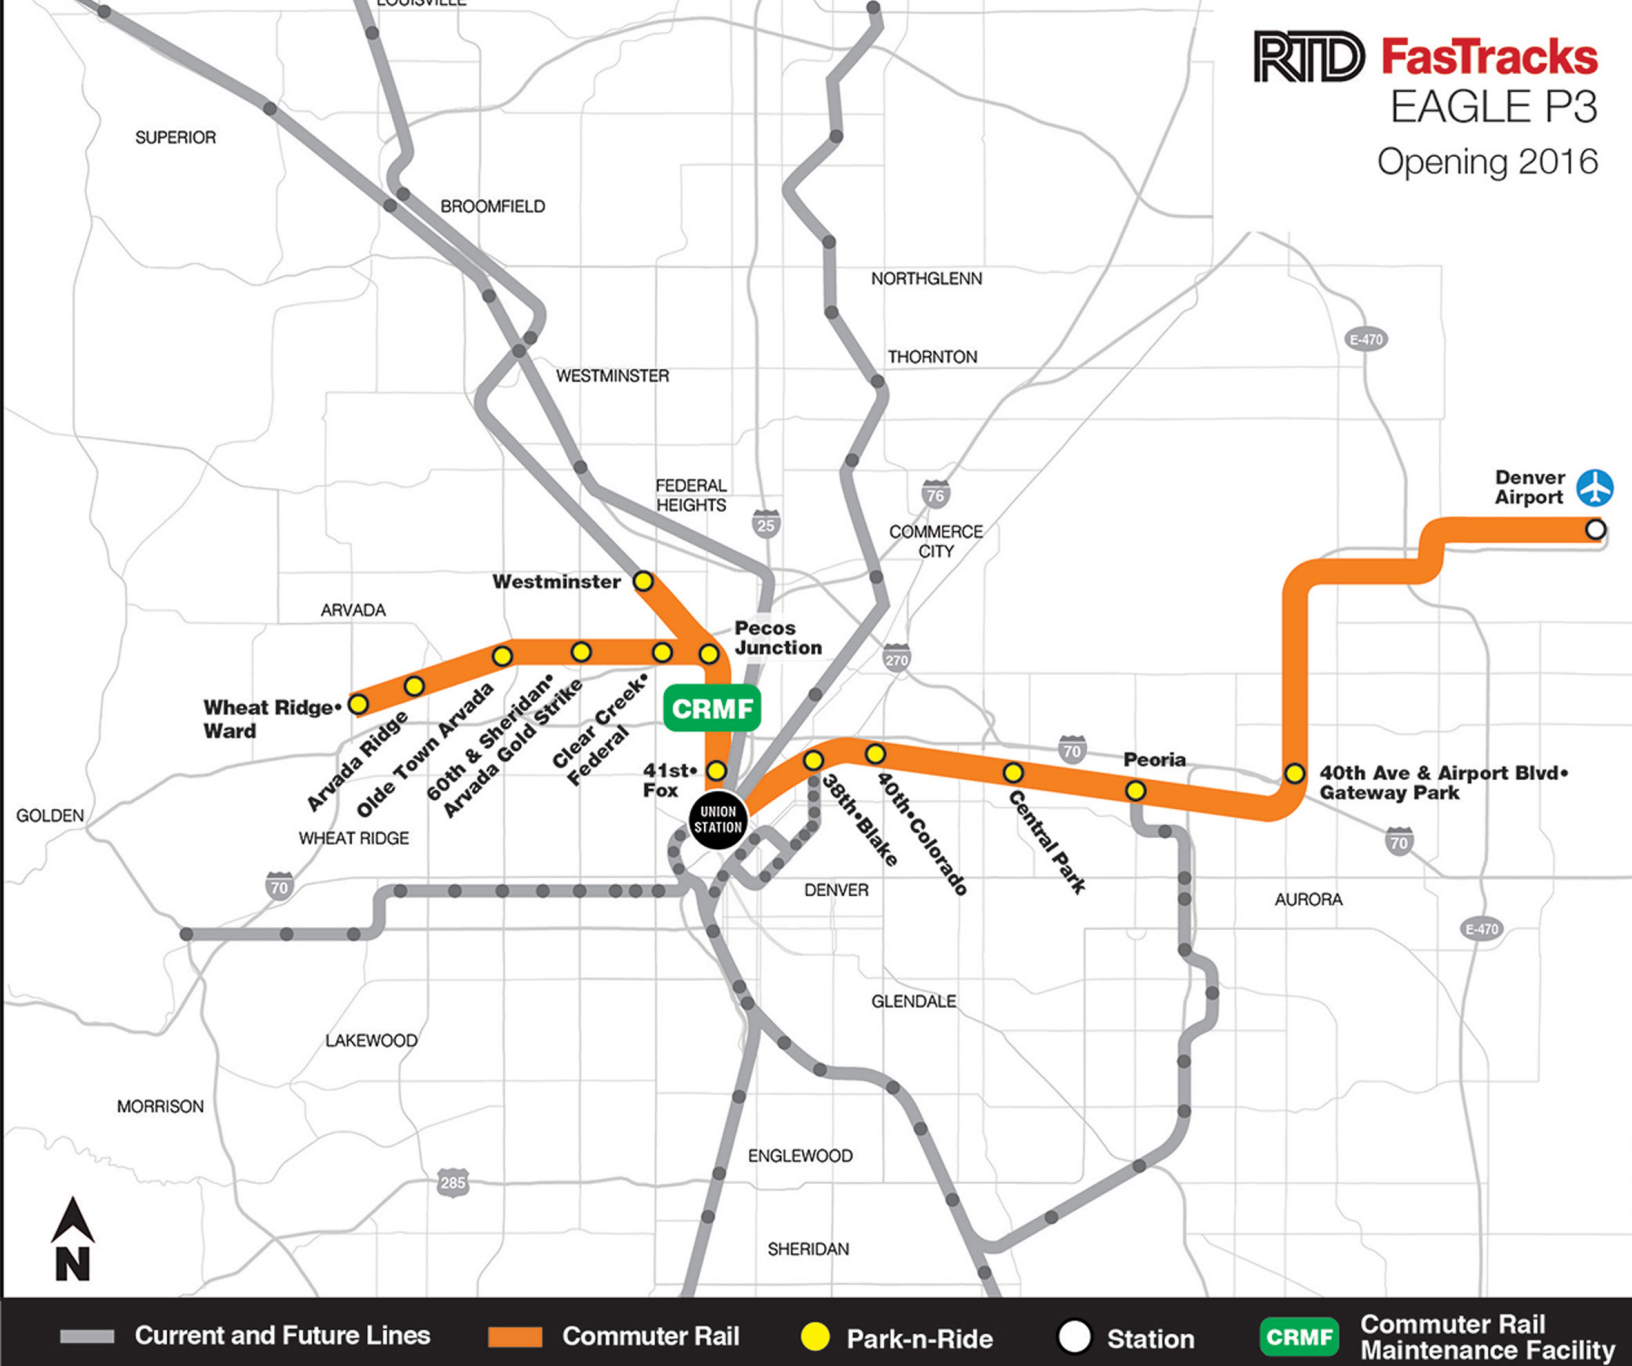 LOUISVILLE
RTD FasTracks
EAGLE P3
Opening 2016
SUPERIOR
BROOMFIELD
NORTHGLENN
E-470
THORNTON
WESTMINSTER
FEDERAL
HEIGHTS
76
25
COMMERCE
CITY
Denver
Airport
Westminster
ARVADA
Pecos
Junction
270
Wheat Ridge•
Ward
Arvada Ridge
Olde Town Arvada
60th & Sheridan•
Arvada Gold Strike
Clear Creek•
Federal
CRMF
41st•
Fox
UNION
STATION
38th•Blake
40th•Colorado
Central Park
70
Peoria
40th Ave & Airport Blvd•
Gateway Park
GOLDEN
WHEAT RIDGE
70
70
DENVER
AURORA
E-470
GLENDALE
LAKEWOOD
MORRISON
ENGLEWOOD
285
SHERIDAN
N
Current and Future Lines
Commuter Rail
Park-n-Ride
Station
CRMF
Commuter Rail
Maintenance Facility